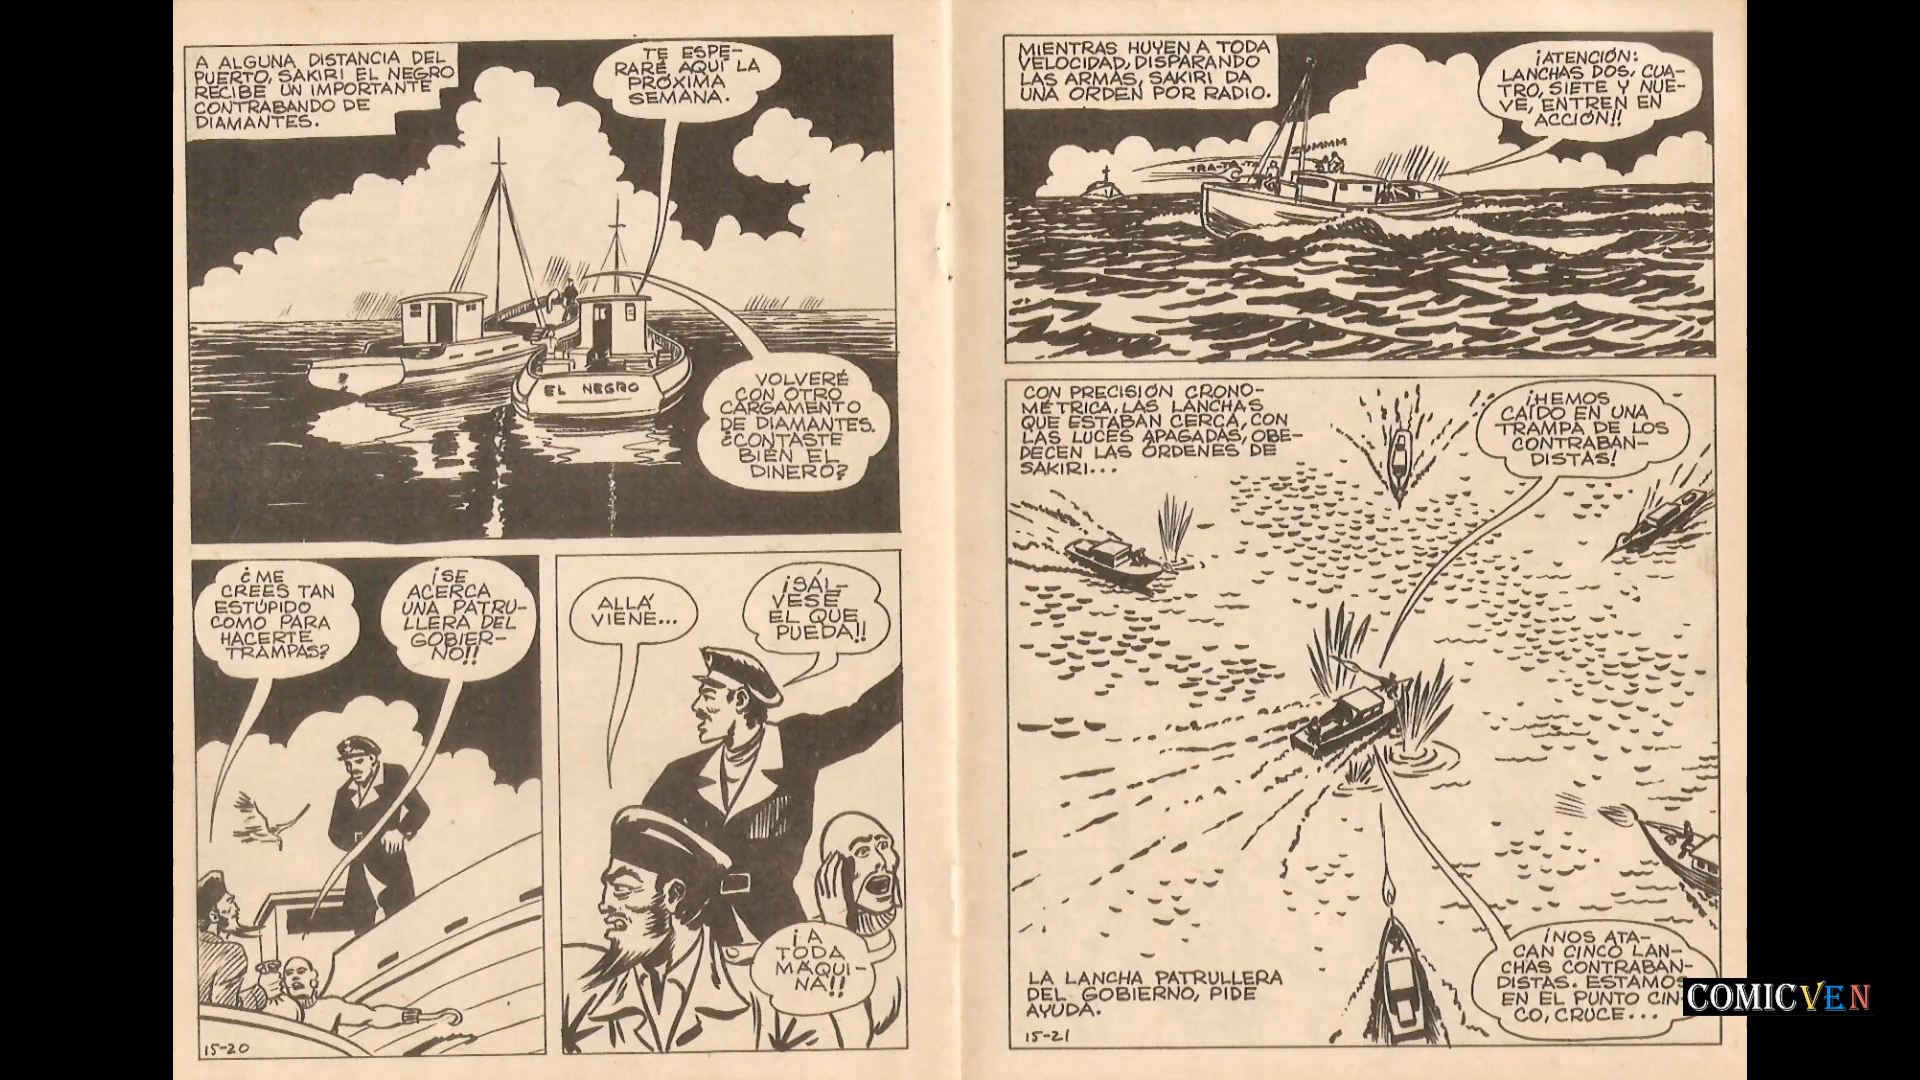 A ALGUNA DISTANCIA DEL
PUERTO, SAKIRI EL NEGRO
RECIBE UN IMPORTANTE
CONTRABANDO DE
DIAMANTES.
TE ESPE-
RARÉ AQUÍ LA
PRÓXIMA
SEMANA.
EL NEGRO
VOLVERÉ
CON OTRO
CARGAMENTO
DE DIAMANTES.
¿CONTASTE
BIÉN EL
DINERO?
¿ME
CREES TAN
ESTÚPIDO
COMO PARA
HACERTE
TRAMPAS?
¡SE
ACERCA
UNA PATRU-
LLERA DEL
GOBIER-
NO!!
15-20
ALLÁ
VIENE...
¡SÁL-
VESE
EL QUE
PUEDA!!
¡A
TODA
MÁQUI-
NA!!
MIENTRAS HUYEN A TODA
VELOCIDAD, DISPARANDO
LAS ARMAS, SAKIRI DA
UNA ORDEN POR RADIO.
¡ATENCIÓN:
LANCHAS DOS, CUA-
TRO, SIETE Y NUE-
VE, ENTREN EN
ACCIÓN!!
ZUMMM
TRA-TA-TA
CON PRECISIÓN CRONO-
MÉTRICA, LAS LANCHAS
QUE ESTABAN CERCA, CON
LAS LUCES APAGADAS, OBE-
DECEN LAS ÓRDENES DE
SAKIRI...
¡HEMOS
CAÍDO EN UNA
TRAMPA DE LOS
CONTRABAN-
DISTAS!
LA LANCHA PATRULLERA
DEL GOBIERNO, PIDE
AYUDA.
15-21
¡NOS ATA-
CAN CINCO LAN-
CHAS CONTRABAN-
DISTAS. ESTAMOS
EN EL PUNTO CIN
CO, CRUCE...
COMICVEN